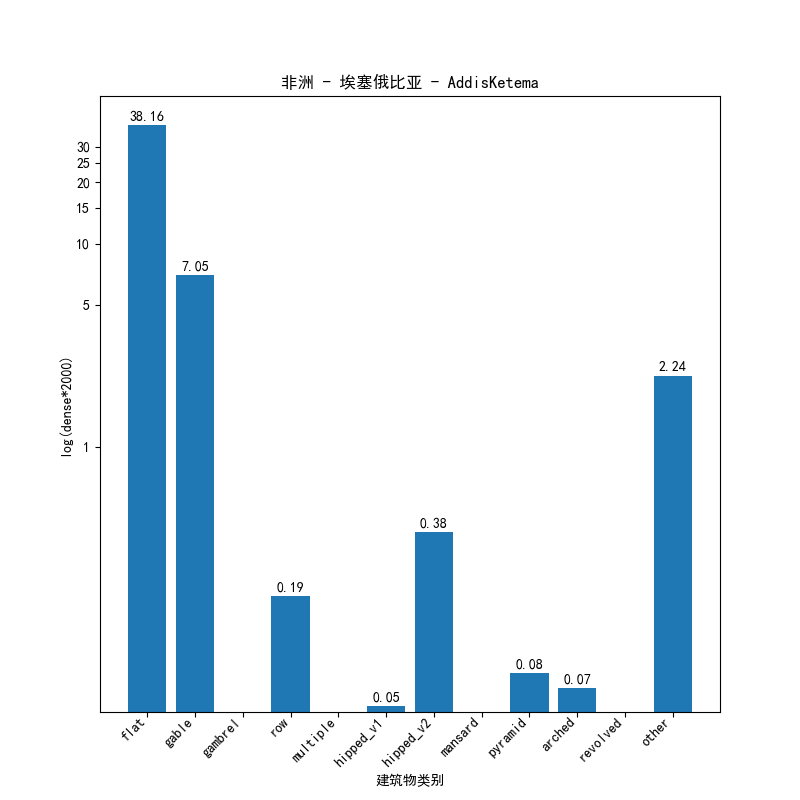 非洲 - 埃塞俄比亚 - AddisKetema
38.16
30
25
20
15
10
7.05
5
2.24
log(dense*2000)
1
0.38
0.19
0.08
0.07
0.05
flat
gable
gambrel
row
multiple
hipped_v1
hipped_v2
mansard
pyramid
arched
revolved
other
建筑物类别